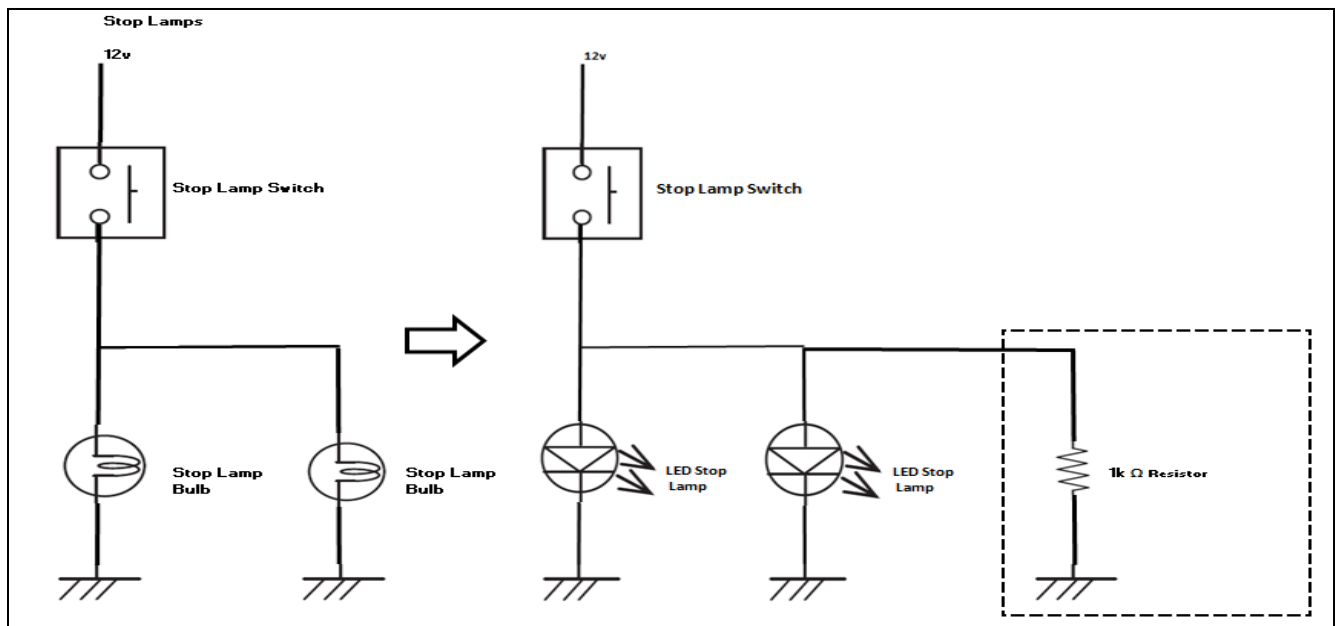 Stop Lamps
12v
Stop Lamp Switch
Stop Lamp
Bulb
Stop Lamp
Bulb
12v
Stop Lamp Switch
LED Stop
Lamp
LED Stop
Lamp
1k Ω Resistor